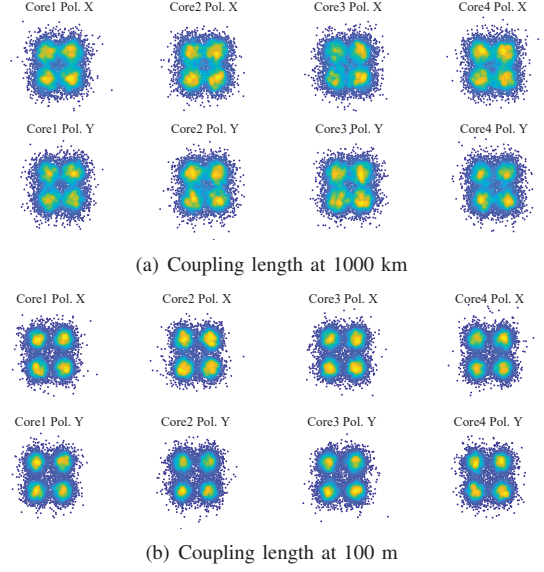 Core1 Pol. X Core2 Pol. X Core3 Pol. X Core4 Pol. X
Core1 Pol. Y Core2 Pol. Y Core3 Pol. Y Core4 Pol. Y
(a) Coupling length at 1000 km
Core1 Pol. X Core2 Pol. X Core3 Pol. X Core4 Pol. X
Core1 Pol. Y Core2 Pol. Y Core3 Pol. Y Core4 Pol. Y
(b) Coupling length at 100 m